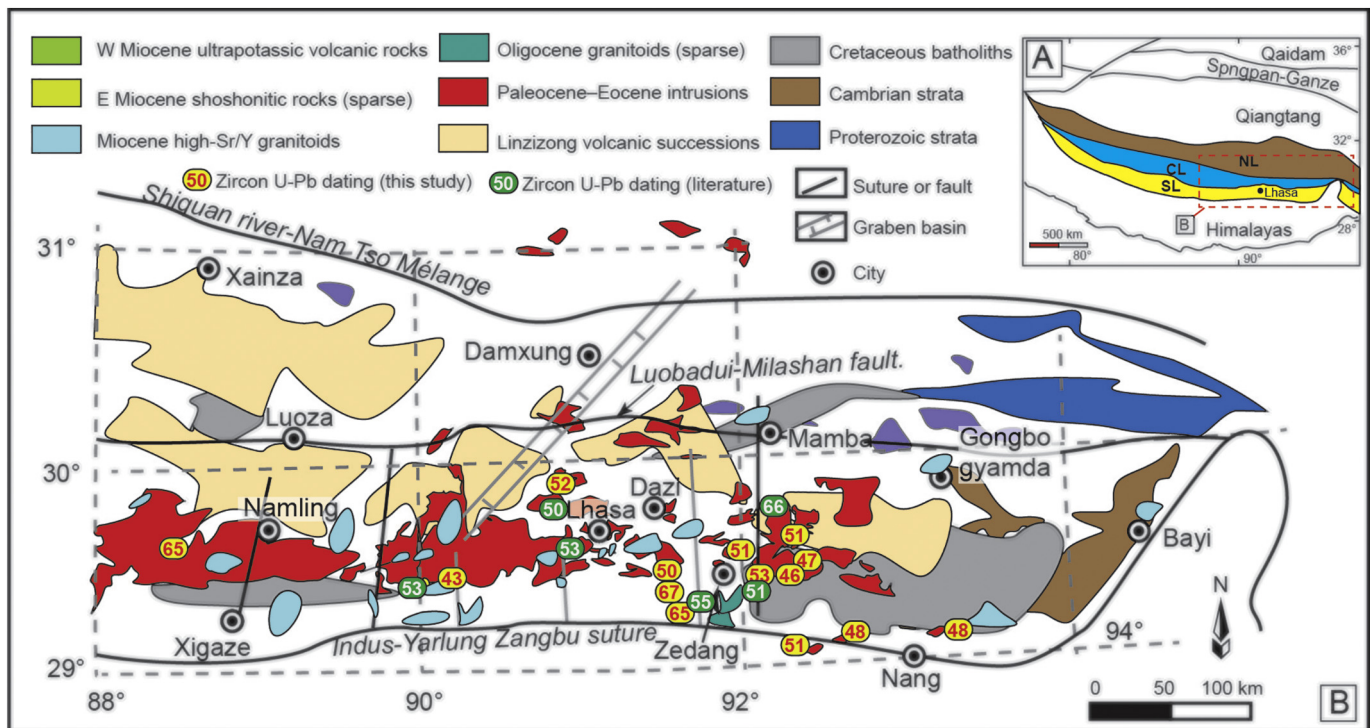 W Miocene ultrapotassic volcanic rocks
E Miocene shoshonitic rocks (sparse)
Miocene high-Sr/Y granitoids
Oligocene granitoids (sparse)
Paleocene–Eocene intrusions
Linzizong volcanic successions
Cretaceous batholiths
Cambrian strata
Proterozoic strata
50 Zircon U-Pb dating (this study)
50 Zircon U-Pb dating (literature)
Suture or fault
Graben basin
City
A
Qaidam
36°
Spngpan-Ganze
Qiangtang
32°
NL
CL
SL
Lhasa
B
Himalayas
28°
500 km
80°
90°
Shiquan river-Nam Tso Mélange
31°
Xainza
Damxung
Luobadui-Milashan fault.
Luoza
Mamba
Gongbo
gyamda
30°
Namling
52
50
Lhasa
Dazi
66
Bayi
65
53
51
51
47
53
43
50
53
46
67
55
51
65
Xigaze
Indus-Yarlung Zangbu suture
Zedang
51
48
48
Nang
94°
N
29°
88°
90°
92°
0 50 100 km
B